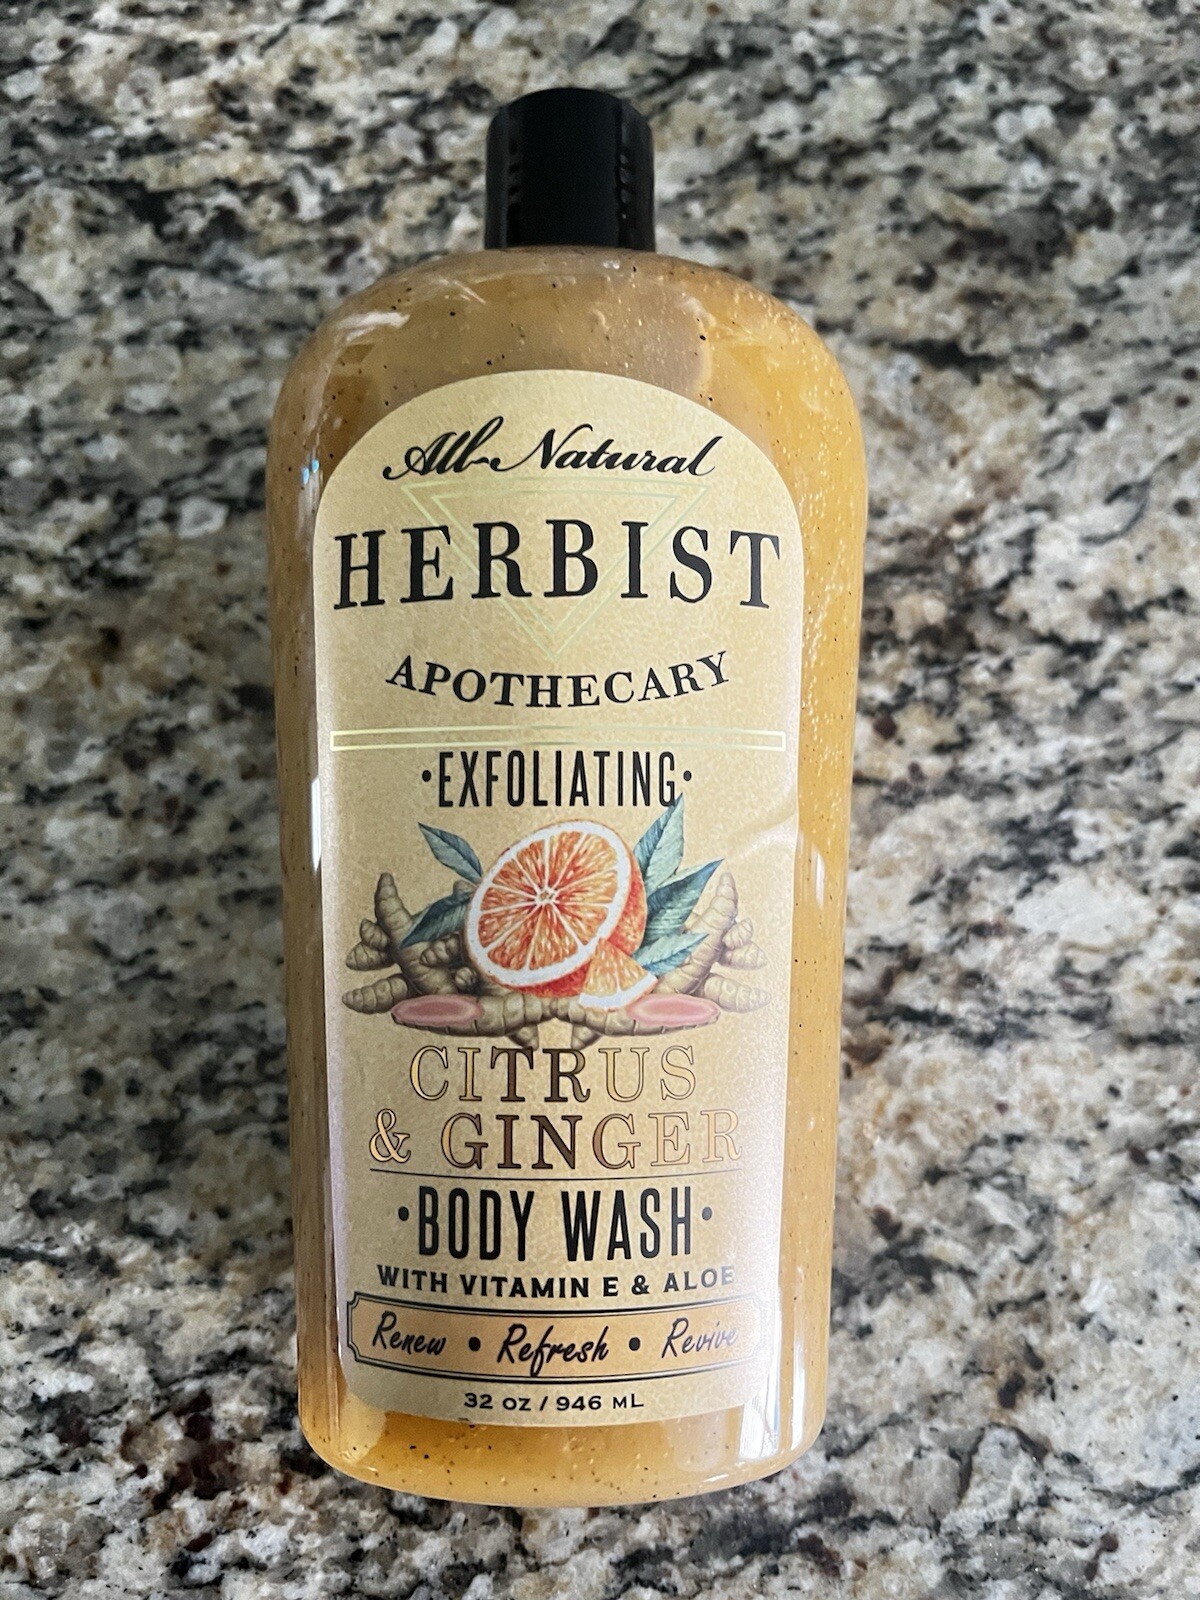 All-Natural
HERBIST
APOTHECARY
·EXFOLIATING·
CITRUS
& GINGER
·BODY WASH·
WITH VITAMIN E & ALOE
Renew • Refresh • Revive
32 OZ / 946 ML